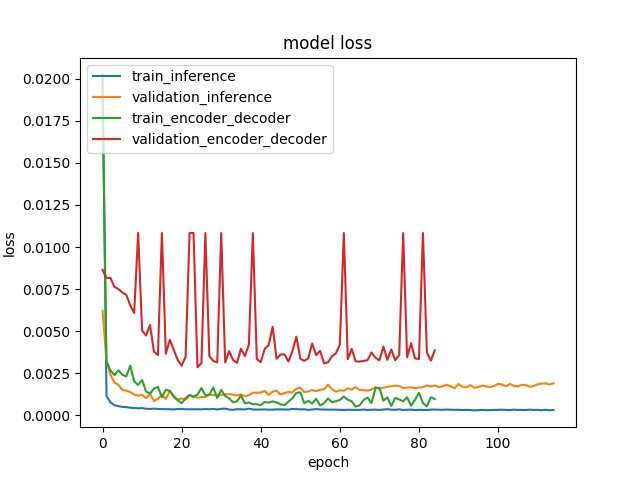 model loss
train_inference
validation_inference
train_encoder_decoder
validation_encoder_decoder
0.0200
0.0175
0.0150
0.0125
0.0100
0.0075
0.0050
0.0025
0.0000
loss
0 20 40 60 80 100
epoch